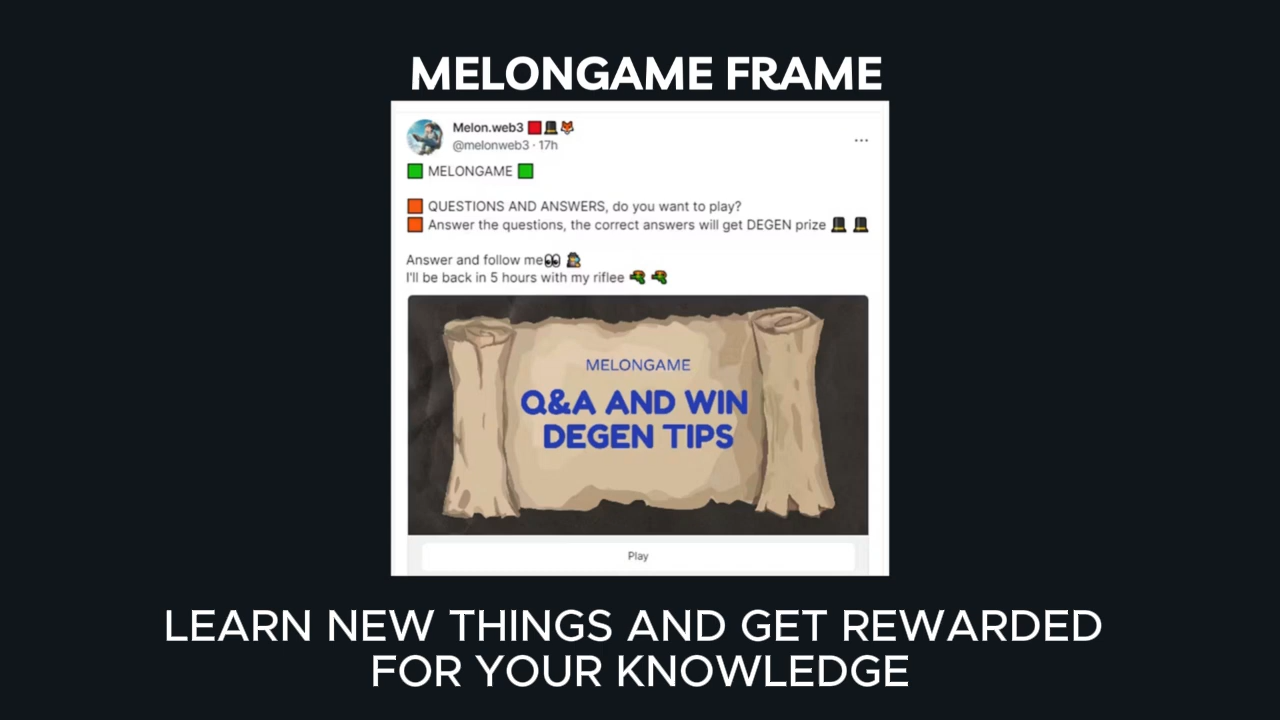 MELONGAME FRAME
Melon.web3
@melonweb3 · 17h
MELONGAME
QUESTIONS AND ANSWERS, do you want to play?
Answer the questions, the correct answers will get DEGEN prize
Answer and follow me
I'll be back in 5 hours with my riflee
MELONGAME
Q&A AND WIN
DEGEN TIPS
Play
LEARN NEW THINGS AND GET REWARDED
FOR YOUR KNOWLEDGE